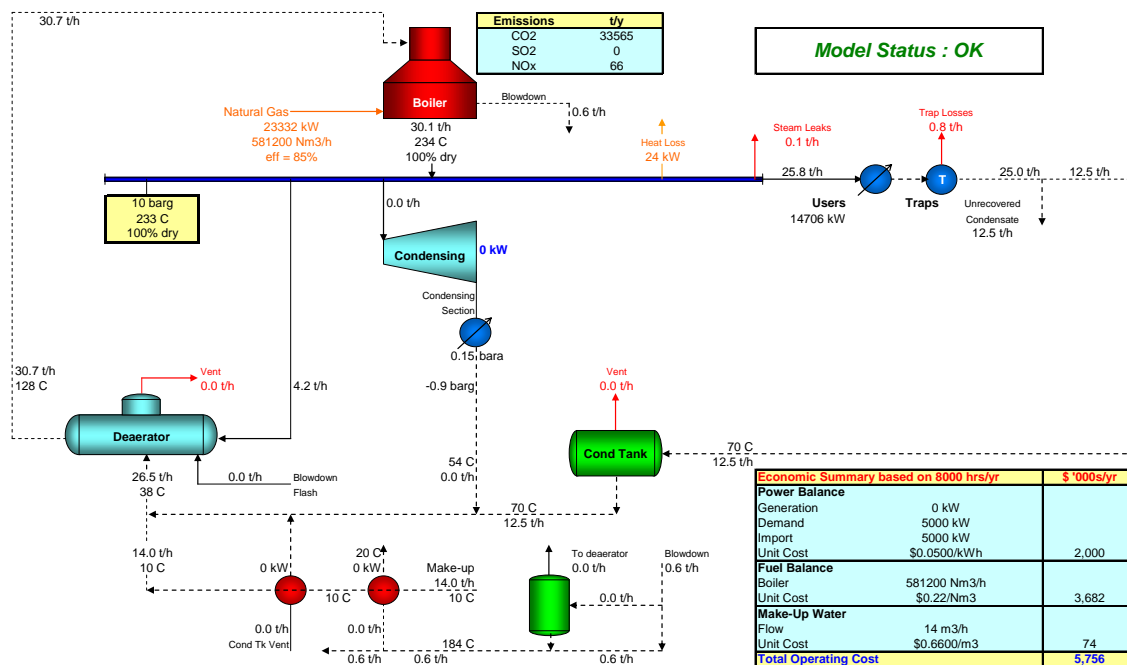 30.7 t/h
Emissions t/y
CO2 33565
SO2 0
NOx 66
Model Status : OK
Boiler
Blowdown
0.6 t/h
Natural Gas
23332 kW
581200 Nm3/h
eff = 85%
30.1 t/h
234 C
100% dry
Heat Loss
24 kW
Steam Leaks
0.1 t/h
Trap Losses
0.8 t/h
25.8 t/h
T
25.0 t/h
12.5 t/h
Users
14706 kW
Traps
Unrecovered
Condensate
12.5 t/h
10 barg
233 C
100% dry
0.0 t/h
Condensing
0 kW
Condensing
Section
0.15 bara
-0.9 barg
30.7 t/h
128 C
Vent
0.0 t/h
4.2 t/h
Deaerator
Vent
0.0 t/h
Cond Tank
70 C
12.5 t/h
26.5 t/h
38 C
0.0 t/h
Blowdown
Flash
54 C
0.0 t/h
70 C
12.5 t/h
14.0 t/h
10 C
0 kW
20 C
0 kW
Make-up
14.0 t/h
10 C
10 C
To deaerator
0.0 t/h
Blowdown
0.6 t/h
0.0 t/h
0.0 t/h
Cond Tk Vent
0.0 t/h
184 C
0.6 t/h
0.6 t/h
0.6 t/h
Economic Summary based on 8000 hrs/yr $ '000s/yr
Power Balance
Generation 0 kW
Demand 5000 kW
Import 5000 kW
Unit Cost $0.0500/kWh 2,000
Fuel Balance
Boiler 581200 Nm3/h
Unit Cost $0.22/Nm3 3,682
Make-Up Water
Flow 14 m3/h
Unit Cost $0.6600/m3 74
Total Operating Cost 5,756